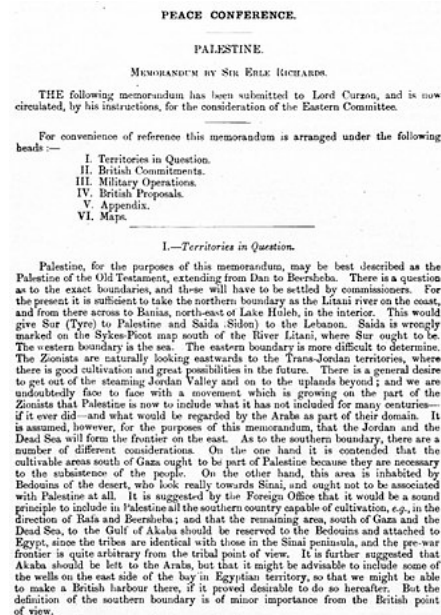 PEACE CONFERENCE.
PALESTINE.
MEMORANDUM BY SIR ERLE RICHARDS.
THE following memorandum has been submitted to Lord Curzon, and is now
circulated, by his instructions, for the consideration of the Eastern Committee.
For convenience of reference this memorandum is arranged under the following
heads :—
I. Territories in Question.
II. British Commitments.
III. Military Operations.
IV. British Proposals.
V. Appendix.
VI. Maps.
I.—Territories in Question.
Palestine, for the purposes of this memorandum, may be best described as the
Palestine of the Old Testament, extending from Dan to Beersheba. There is a question
as to the exact boundaries, and these will have to be settled by commissioners. For
the present it is sufficient to take the northern boundary as the Litani river on the coast,
and from there across to Banias, north-east of Lake Huleh, in the interior. This would
give Sur (Tyre) to Palestine and Saida (Sidon) to the Lebanon. Saida is wrongly
marked on the Sykes-Picot map south of the River Litani, where Sur ought to be.
The western boundary is the sea. The eastern boundary is more difficult to determine.
The Zionists are naturally looking eastwards to the Trans-Jordan territories, where
there is good cultivation and great possibilities in the future. There is a general desire
to get out of the steaming Jordan Valley and on to the uplands beyond; and we are
undoubtedly face to face with a movement which is growing on the part of the
Zionists that Palestine is now to include what it has not included for many centuries—
if it ever did—and what would be regarded by the Arabs as part of their domain. It
is assumed, however, for the purposes of this memorandum, that the Jordan and the
Dead Sea will form the frontier on the east. As to the southern boundary, there are a
number of different considerations. On the one hand it is contended that the
cultivable areas south of Gaza ought to be part of Palestine because they are necessary
to the subsistence of the people. On the other hand, this area is inhabited by
Bedouins of the desert, who look really towards Sinai, and ought not to be associated
with Palestine at all. It is suggested by the Foreign Office that it would be a sound
principle to include in Palestine all the southern country capable of cultivation, e.g., in the
direction of Rafa and Beersheba; and that the remaining area, south of Gaza and the
Dead Sea, to the Gulf of Akaba should be reserved to the Bedouins and attached to
Egypt, since the tribes are identical with those in the Sinai peninsula, and the pre-war
frontier is quite arbitrary from the tribal point of view. It is further suggested that
Akaba should be left to the Arabs, but that it might be advisable to include some of
the wells on the east side of the bay in Egyptian territory, so that we might be able
to make a British harbour there, if it proved desirable to do so hereafter. But the
definition of the southern boundary is of minor importance from the British point
of view.